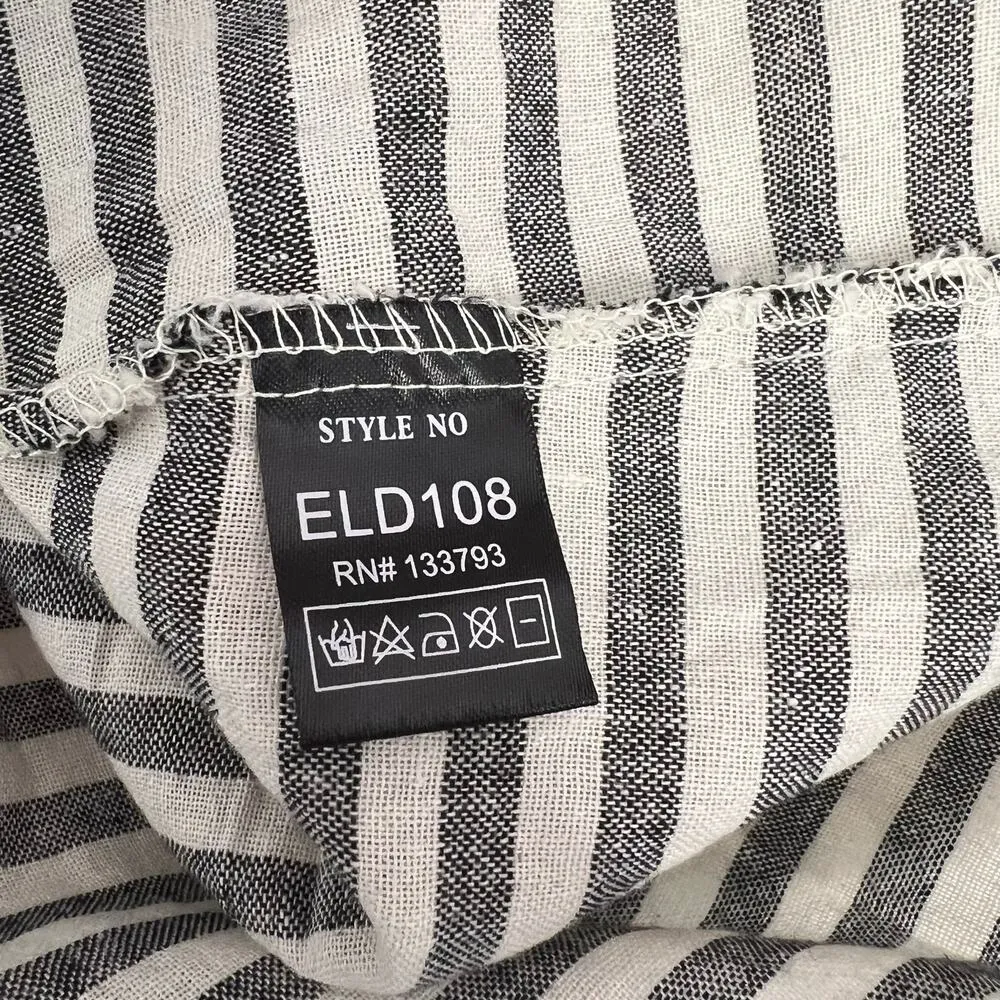 STYLE NO
ELD108
RN# 133793